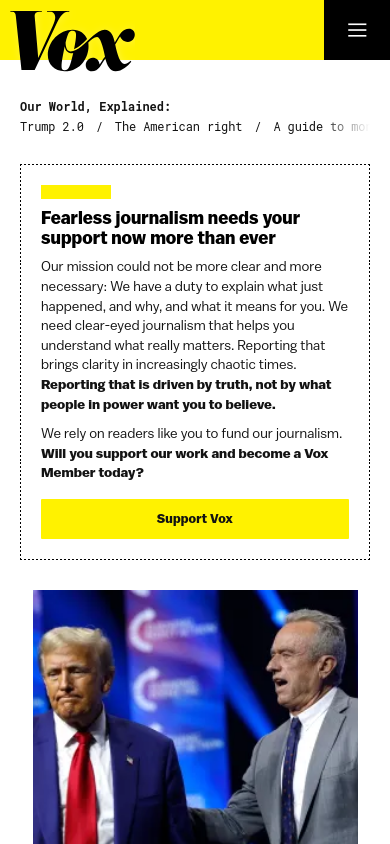 Vox
Our World, Explained:
Trump 2.0 / The American right / A guide to mo
Fearless journalism needs your
support now more than ever
Our mission could not be more clear and more
necessary: We have a duty to explain what just
happened, and why, and what it means for you. We
need clear-eyed journalism that helps you
understand what really matters. Reporting that
brings clarity in increasingly chaotic times.
Reporting that is driven by truth, not by what
people in power want you to believe.
We rely on readers like you to fund our journalism.
Will you support our work and become a Vox
Member today?
Support Vox